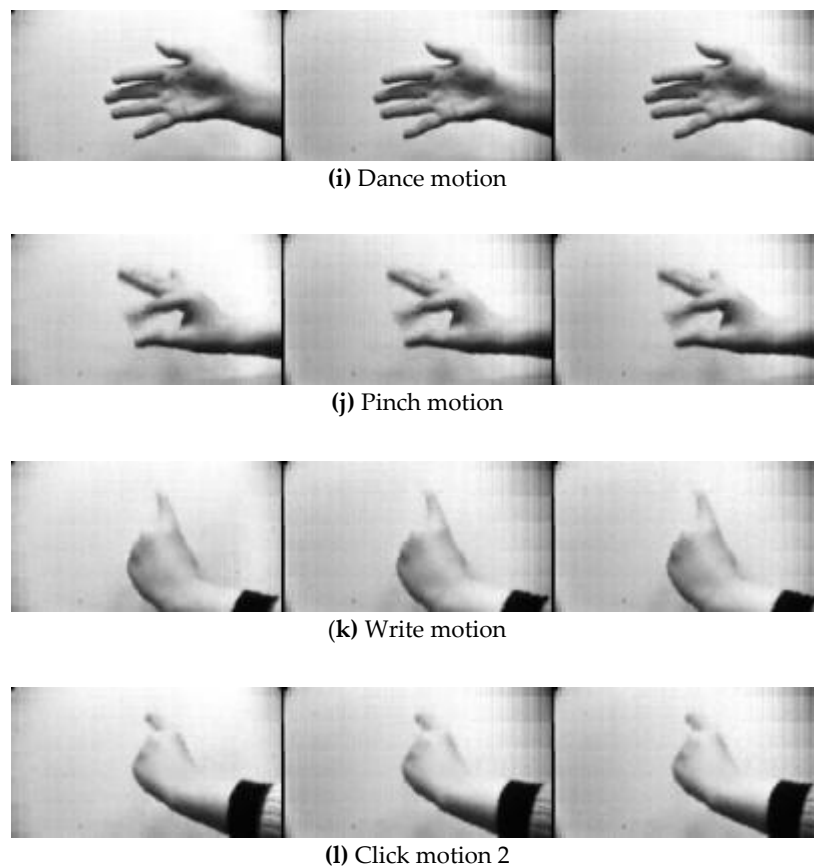 (i) Dance motion
(j) Pinch motion
(k) Write motion
(l) Click motion 2